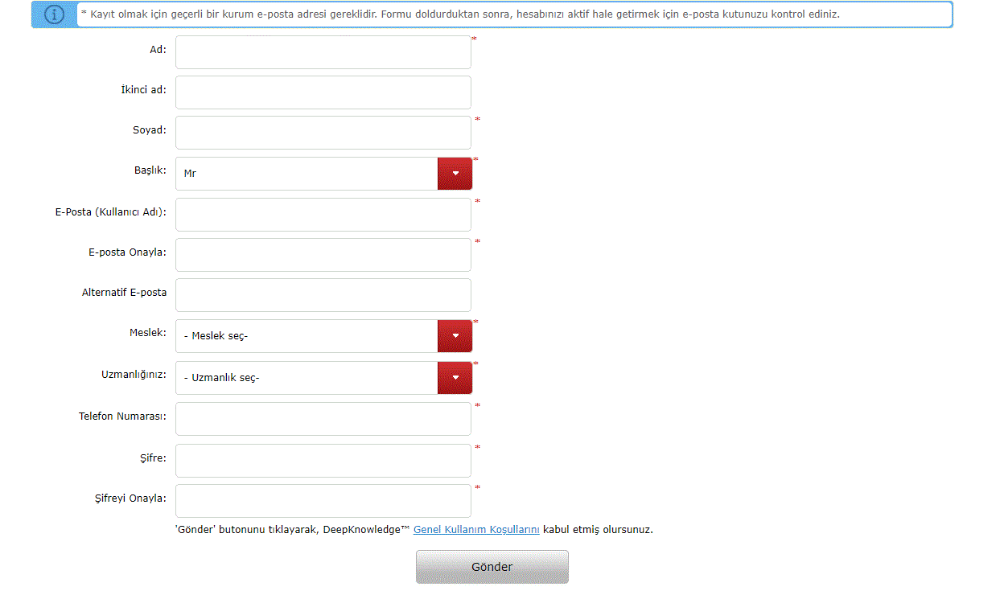 * Kayıt olmak için geçerli bir kurum e-posta adresi gereklidir. Formu doldurduktan sonra, hesabınızı aktif hale getirmek için e-posta kutunuzu kontrol ediniz.
Ad: *
İkinci ad:
Soyad: *
Başlık: Mr *
E-Posta (Kullanıcı Adı): *
E-posta Onayla: *
Alternatif E-posta
Meslek: - Meslek seç- *
Uzmanlığınız: - Uzmanlık seç- *
Telefon Numarası: *
Şifre: *
Şifreyi Onayla: *
'Gönder' butonunu tıklayarak, DeepKnowledge™ Genel Kullanım Koşullarını kabul etmiş olursunuz.
Gönder